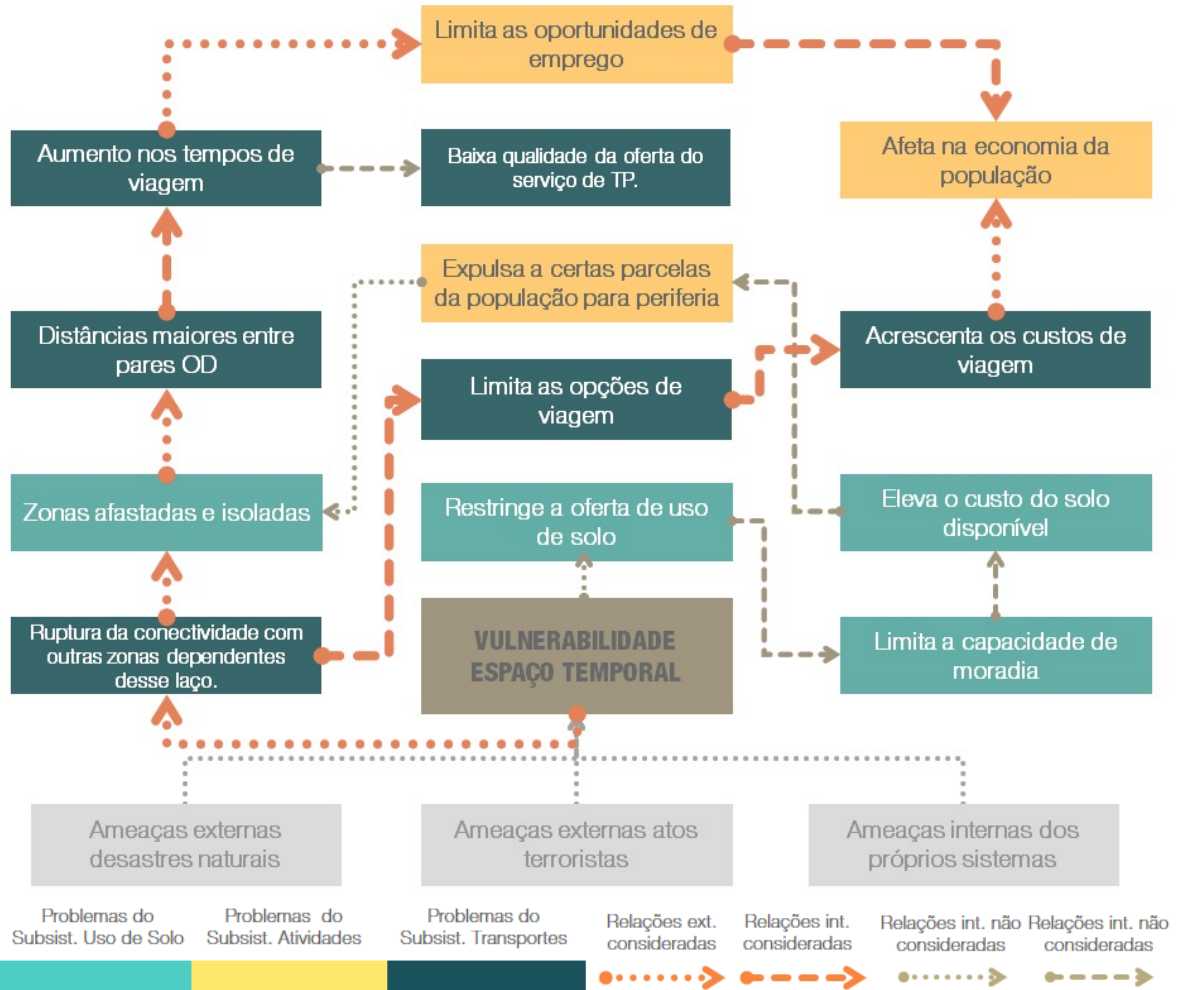 Limita as oportunidades de
emprego
Aumento nos tempos de
viagem
Baixa qualidade da oferta do
serviço de TP.
Afeta na economia da
população
Expulsa a certas parcelas
da população para periferia
Distâncias maiores entre
pares OD
Acrescenta os custos de
viagem
Limita as opções de
viagem
Zonas afastadas e isoladas
Restringe a oferta de uso
de solo
Eleva o custo do solo
disponível
Ruptura da conectividade com
outras zonas dependentes
desse laço.
VULNERABILIDADE
ESPAÇO TEMPORAL
Limita a capacidade de
moradia
Ameaças externas
desastres naturais
Ameaças externas atos
terroristas
Ameaças internas dos
próprios sistemas
Problemas do
Subsist. Uso de Solo
Problemas do
Subsist. Atividades
Problemas do
Subsist. Transportes
Relações ext.
consideradas
Relações int.
consideradas
Relações int. não
consideradas
Relações int. não
consideradas